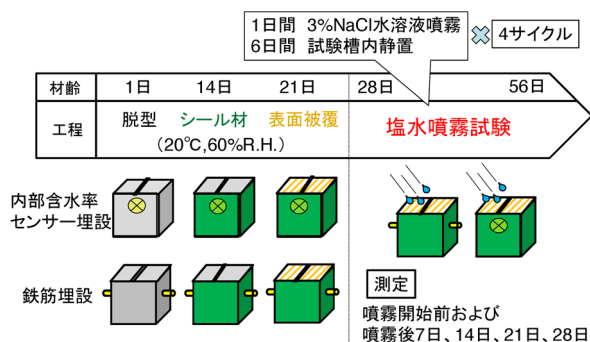 1日間 3%NaCl水溶液噴霧
6日間 試験槽内静置
4サイクル
材齢 1日 14日 21日 28日 56日
工程 脱型 シール材 表面被覆 塩水噴霧試験
(20℃,60%R.H.)
内部含水率
センサー埋設
鉄筋埋設
測定
噴霧開始前および
噴霧後7日、14日、21日、28日